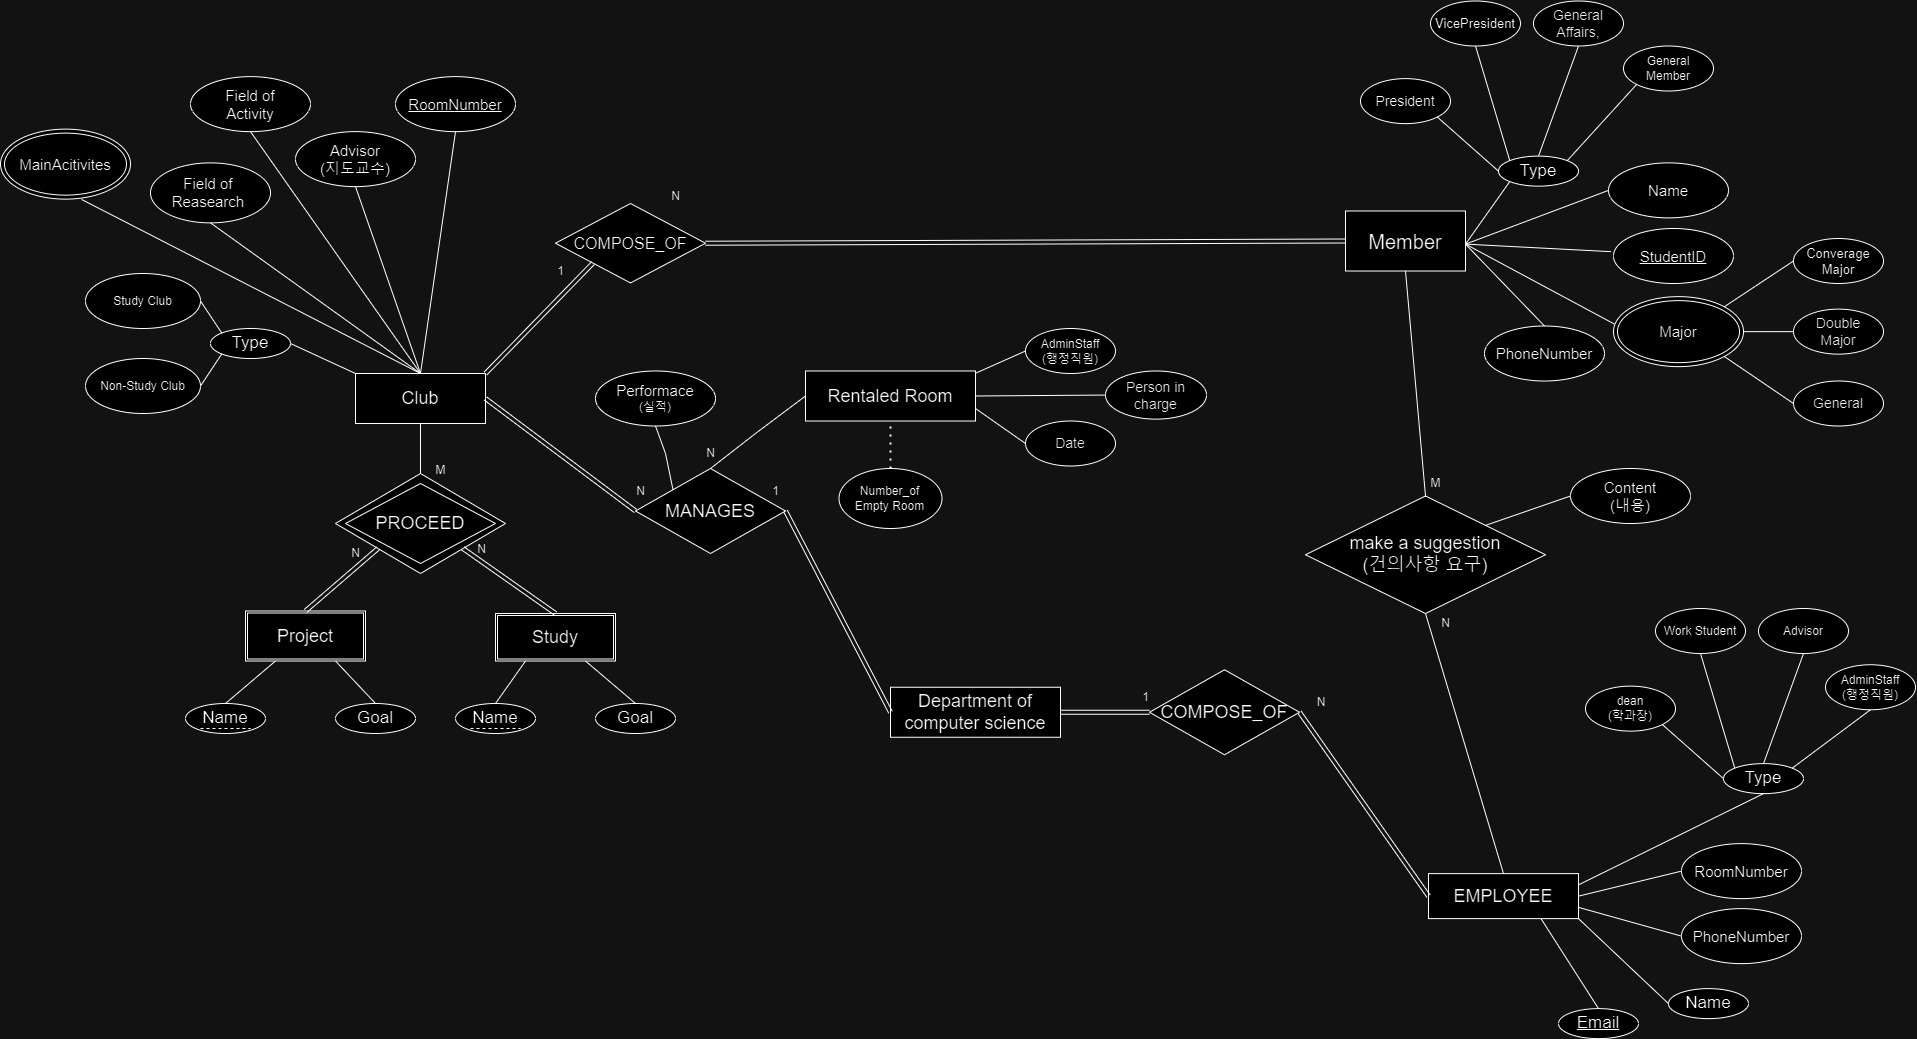 VicePresident
General
Affairs,
General
Member
President
Type
Field of
Activity
RoomNumber
Advisor
(지도교수)
MainAcitivites
Field of
Reasearch
Name
N
COMPOSE_OF
1
Member
StudentID
Converage
Major
Major
Double
Major
General
PhoneNumber
Study Club
Type
Non-Study Club
Club
AdminStaff
(행정직원)
Performace
(실적)
Rentaled Room
Person in
charge
Date
N
Number_of
Empty Room
M
N
1
MANAGES
PROCEED
N
N
M
Content
(내용)
make a suggestion
(건의사항 요구)
N
Project
Study
Name
Goal
Name
Goal
Department of
computer science
1
COMPOSE_OF
N
Work Student
Advisor
AdminStaff
(행정직원)
dean
(학과장)
Type
RoomNumber
EMPLOYEE
PhoneNumber
Name
Email